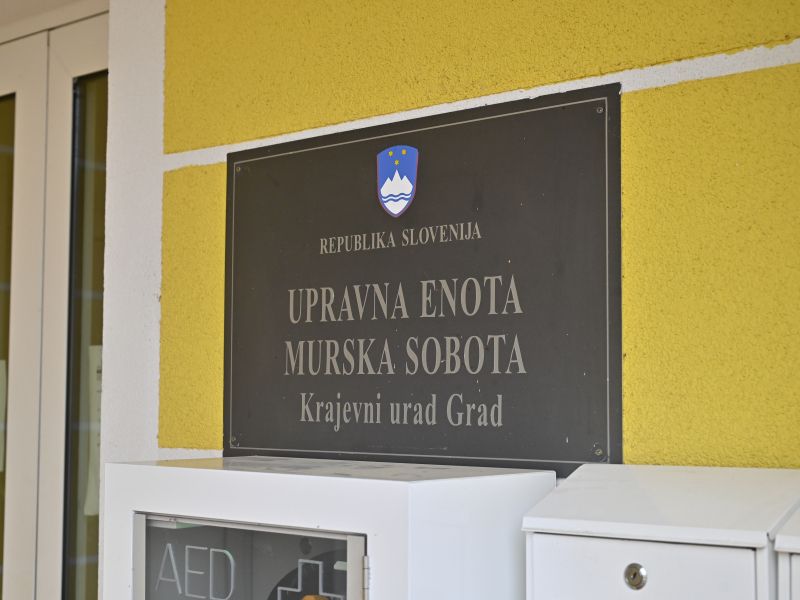 REPUBLIKA SLOVENIJA
UPRAVNA ENOTA
MURSKA SOBOTA
Krajevni urad Grad
AED